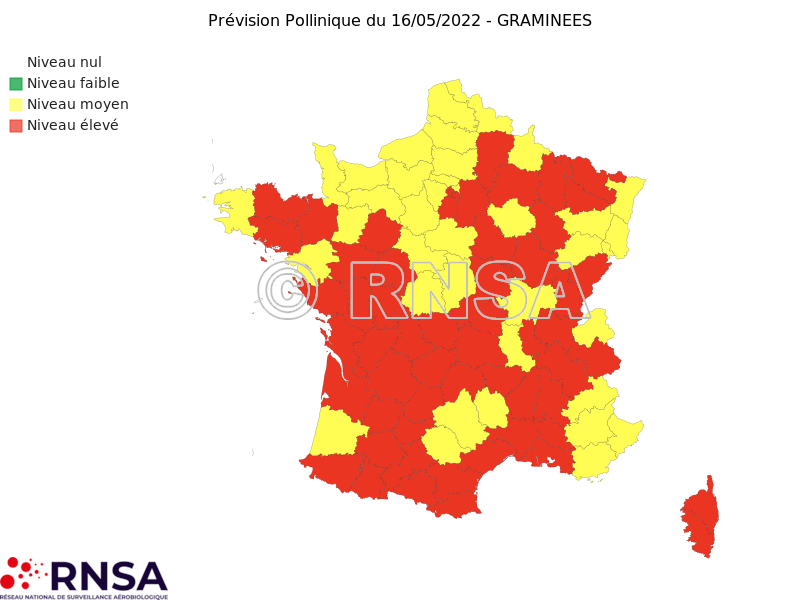 Prévision Pollinique du 16/05/2022 - GRAMINEES
Niveau nul
Niveau faible
Niveau moyen
Niveau élevé
© RNSA
RNSA
RÉSEAU NATIONAL DE SURVEILLANCE AÉROBIOLOGIQUE